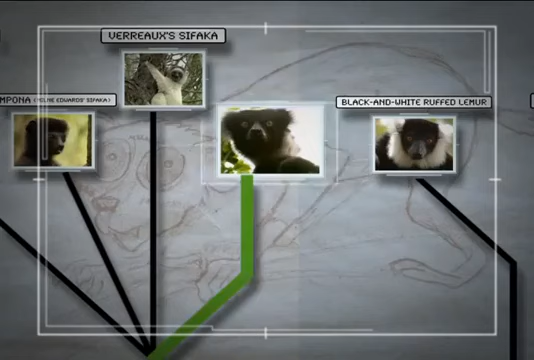 VERREAUX'S SIFAKA
MPONA (MILNE EDWARDS' SIFAKA)
BLACK-AND-WHITE RUFFED LEMUR